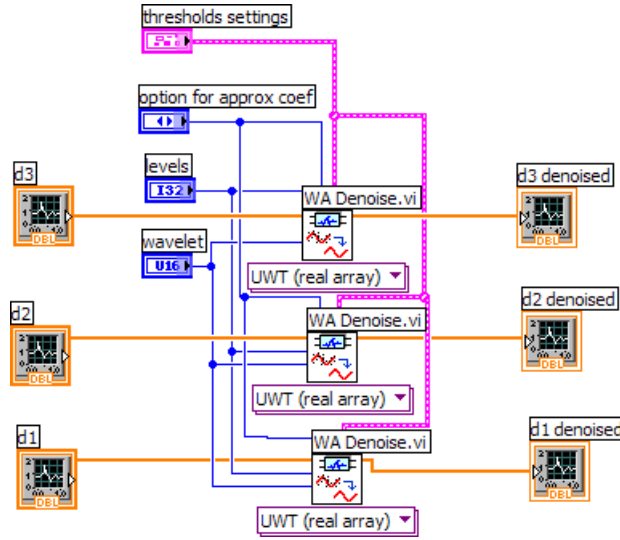 thresholds settings
option for approx coef
levels
I32
d3
DBL
WA Denoise.vi
d3 denoised
DBL
wavelet
U16
UWT (real array)
d2
DBL
WA Denoise.vi
d2 denoised
DBL
UWT (real array)
d1
DBL
WA Denoise.vi
d1 denoised
DBL
UWT (real array)